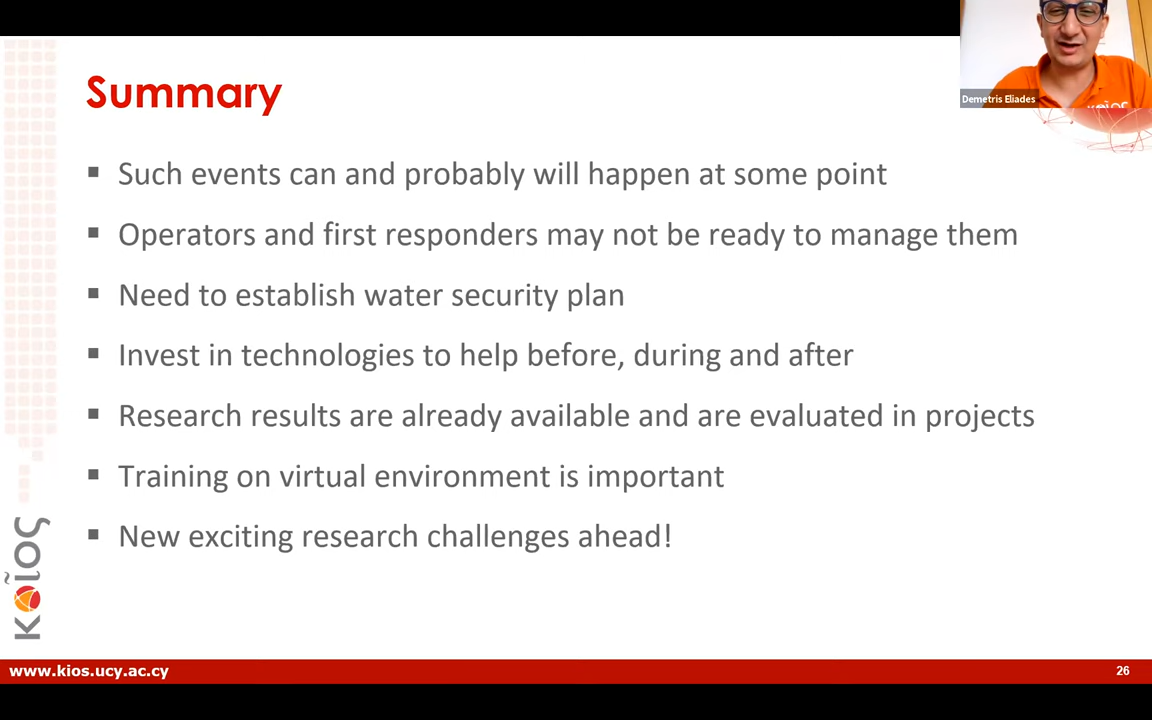 Demetris Eliades
Summary
▪ Such events can and probably will happen at some point
▪ Operators and first responders may not be ready to manage them
▪ Need to establish water security plan
▪ Invest in technologies to help before, during and after
▪ Research results are already available and are evaluated in projects
▪ Training on virtual environment is important
▪ New exciting research challenges ahead!
κοῖος
www.kios.ucy.ac.cy
26